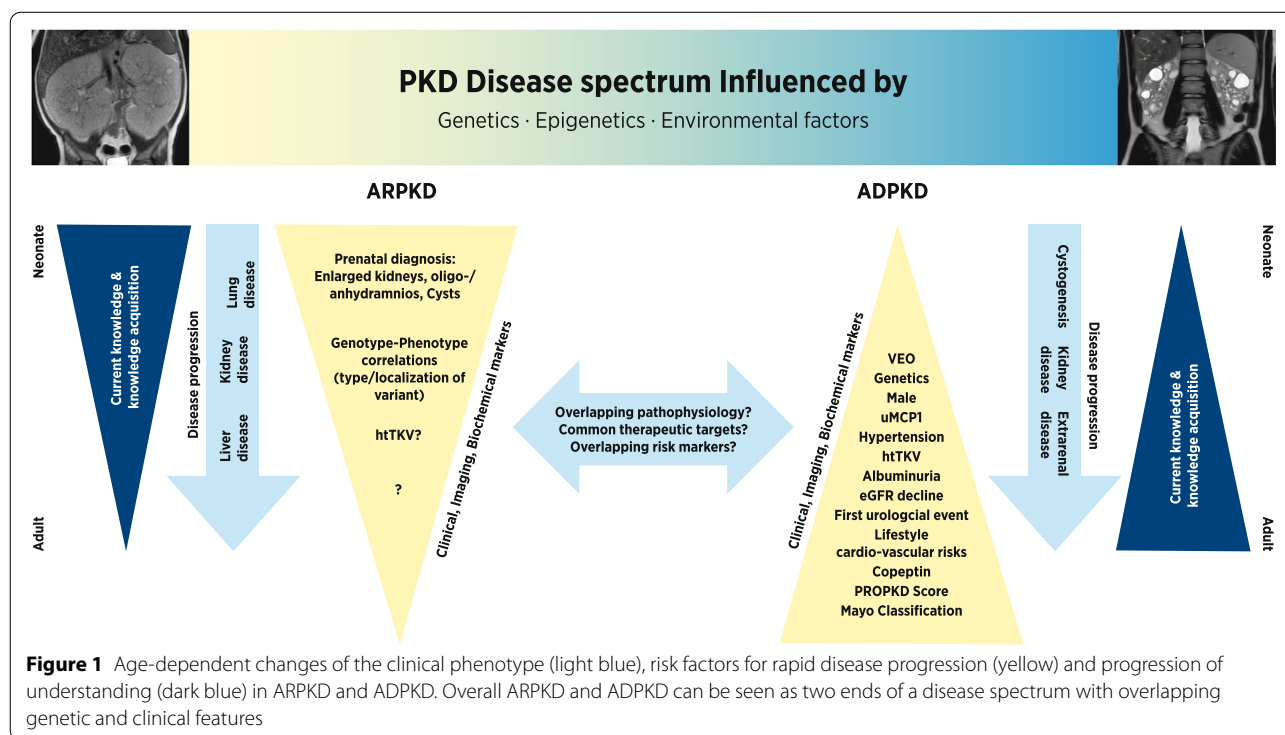 PKD Disease spectrum Influenced by
Genetics · Epigenetics · Environmental factors
ARPKD
ADPKD
Neonate
Adult
Current knowledge &
knowledge acquisition
Disease progression
Lung
disease
Kidney
disease
Liver
disease
Prenatal diagnosis:
Enlarged kidneys, oligo-/
anhydramnios, Cysts
Genotype-Phenotype
correlations
(type/localization of
variant)
htTKV?
?
Clinical, Imaging, Biochemical markers
Overlapping pathophysiology?
Common therapeutic targets?
Overlapping risk markers?
Clinical, Imaging, Biochemical markers
VEO
Genetics
Male
uMCP1
Hypertension
htTKV
Albuminuria
eGFR decline
First urologcial event
Lifestyle
cardio-vascular risks
Copeptin
PROPKD Score
Mayo Classification
Cystogenesis
Kidney
disease
Extrarenal
disease
Disease progression
Current knowledge &
knowledge acquisition
Neonate
Adult
Figure 1 Age-dependent changes of the clinical phenotype (light blue), risk factors for rapid disease progression (yellow) and progression of
understanding (dark blue) in ARPKD and ADPKD. Overall ARPKD and ADPKD can be seen as two ends of a disease spectrum with overlapping
genetic and clinical features